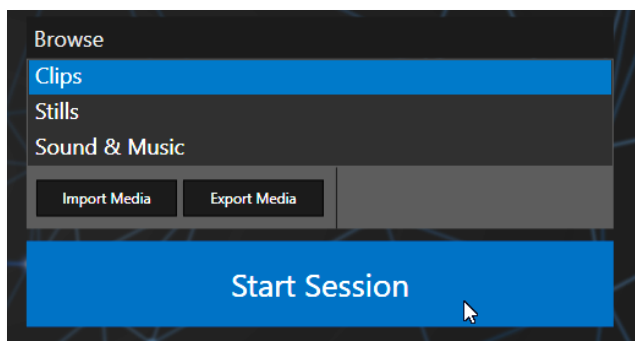 Browse
Clips
Stills
Sound & Music
Import Media Export Media
Start Session